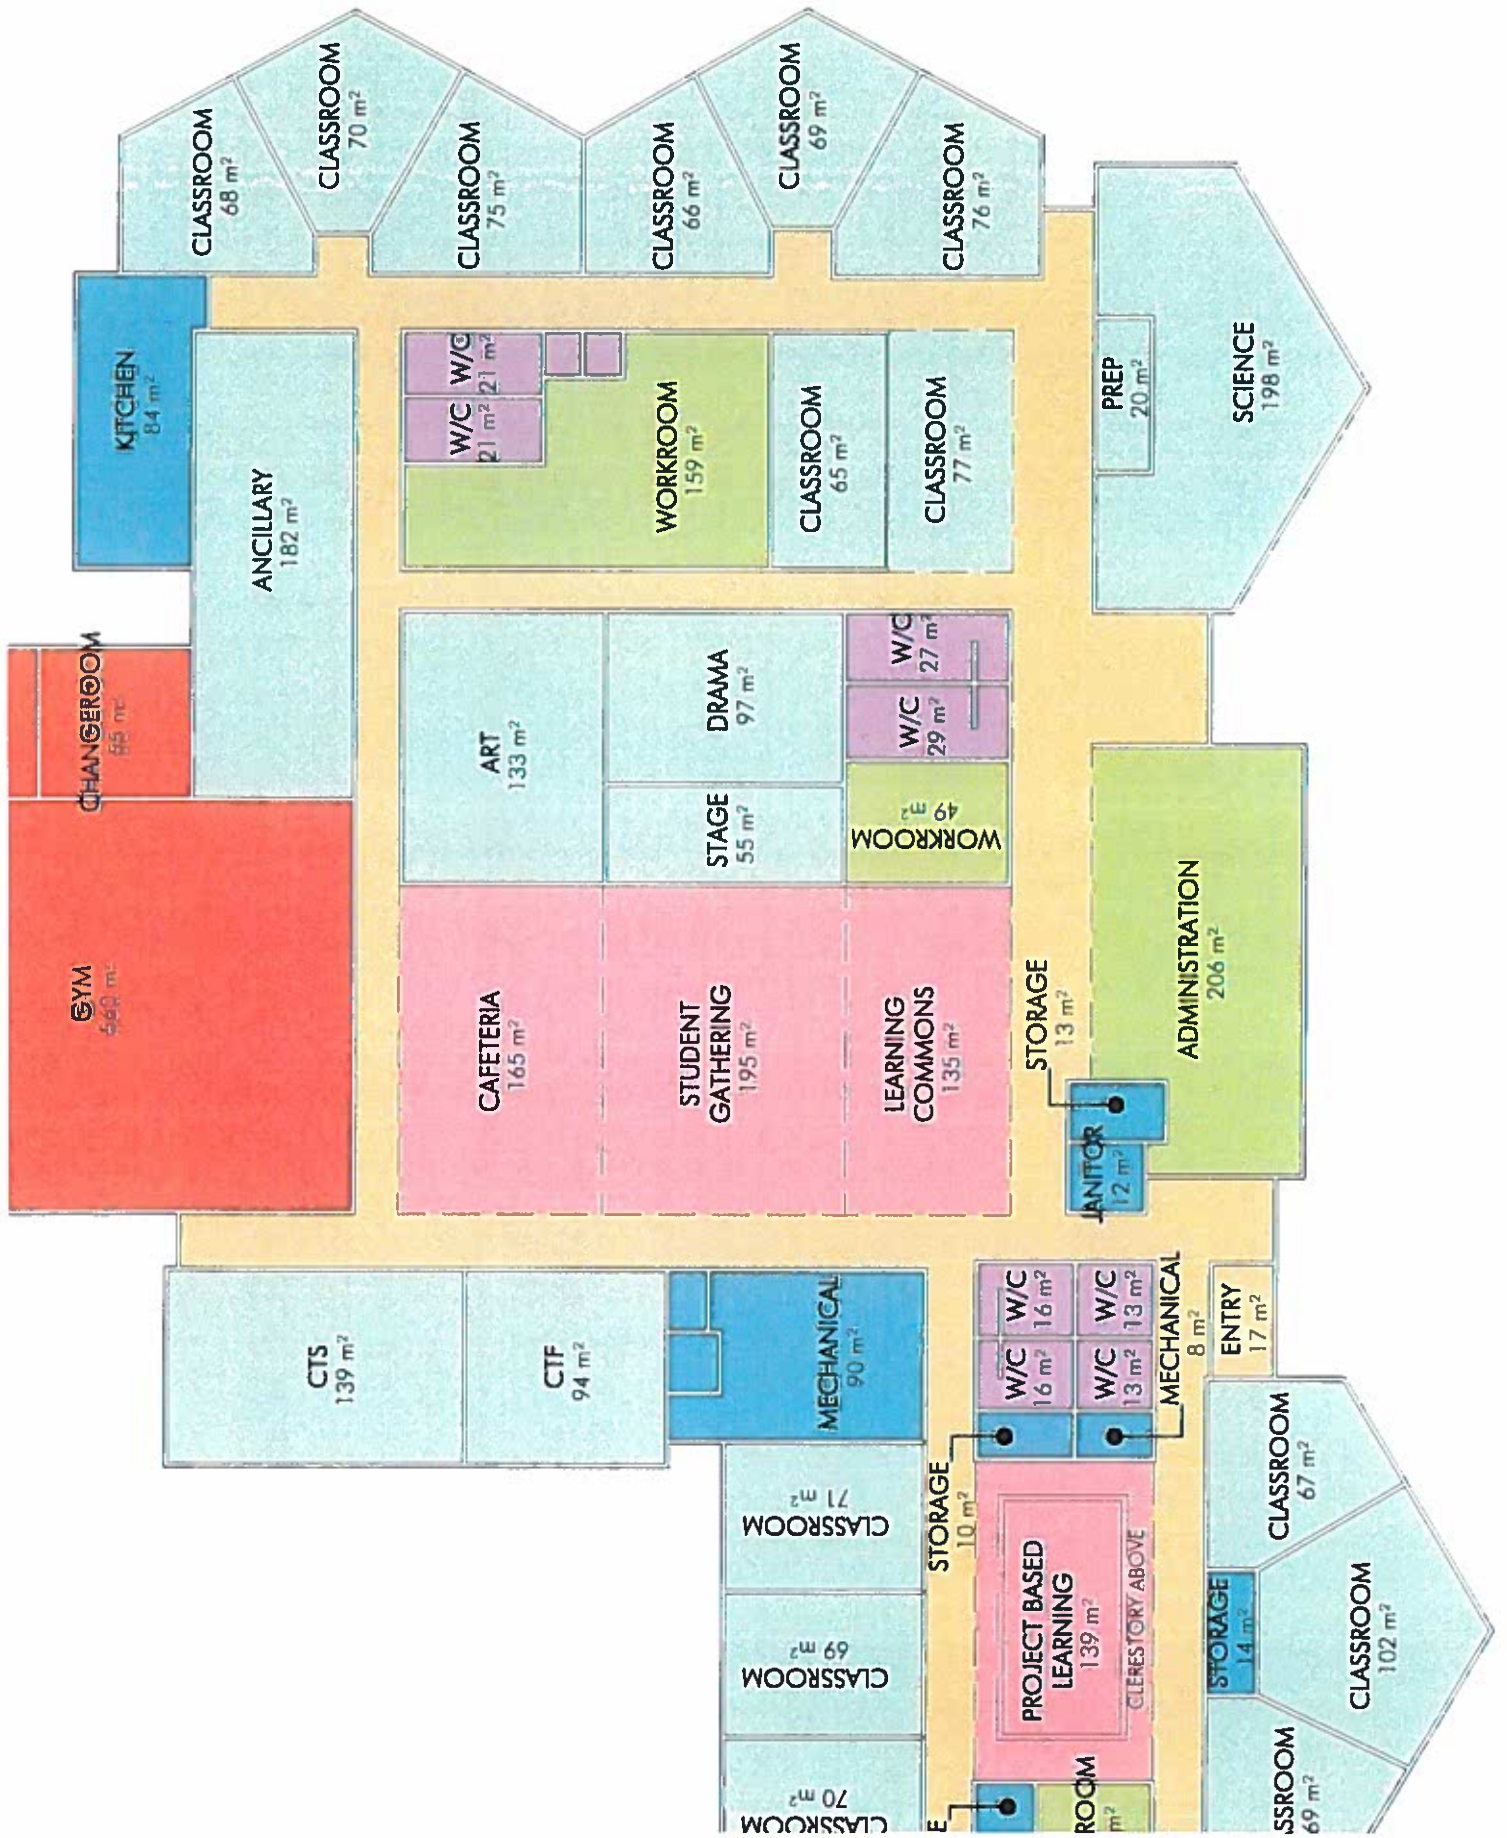 CLASSROOM
68 m²
CLASSROOM
70 m²
CLASSROOM
75 m²
CLASSROOM
66 m²
CLASSROOM
69 m²
CLASSROOM
76 m²
KITCHEN
84 m²
ANCILLARY
182 m²
W/C
21 m²
W/C
21 m²
WORKROOM
159 m²
CLASSROOM
65 m²
CLASSROOM
77 m²
PREP
20 m²
SCIENCE
198 m²
CHANGEROOM
GYM
ART
133 m²
DRAMA
97 m²
STAGE
55 m²
W/C
27 m²
W/C
29 m²
WORKROOM
49 m²
CAFETERIA
165 m²
STUDENT
GATHERING
195 m²
LEARNING
COMMONS
135 m²
STORAGE
13 m²
ADMINISTRATION
206 m²
JANITOR
12 m²
CTS
139 m²
CTF
94 m²
MECHANICAL
90 m²
W/C
16 m²
W/C
16 m²
W/C
13 m²
W/C
13 m²
MECHANICAL
8 m²
ENTRY
17 m²
STORAGE
10 m²
CLASSROOM
71 m²
CLASSROOM
69 m²
CLASSROOM
70 m²
PROJECT BASED
LEARNING
139 m²
CLERESTORY ABOVE
CLASSROOM
67 m²
STORAGE
14 m²
CLASSROOM
102 m²
SSROOM
69 m²
E
ROOM
m²